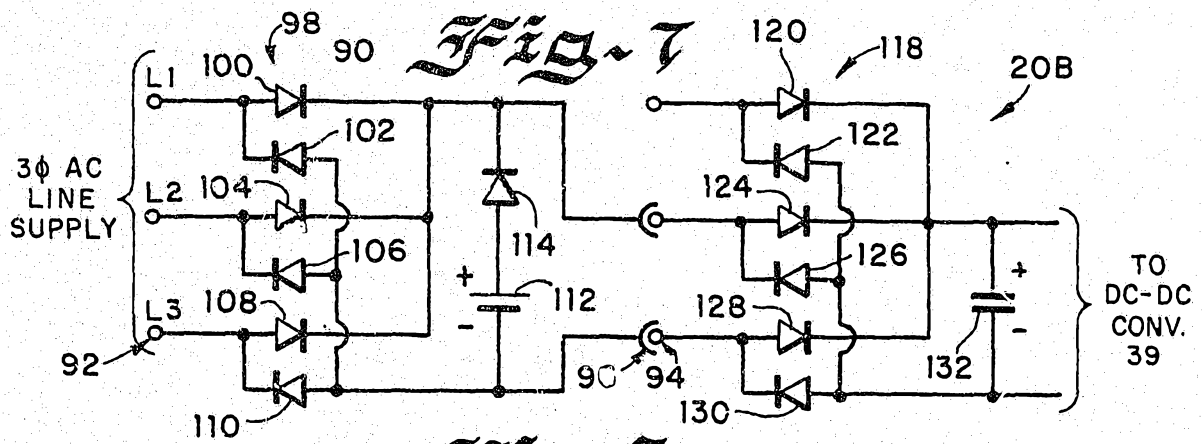 Fig-7
98
90
100
L1
102
3ϕ AC
LINE
SUPPLY
L2
104
106
L3
108
92
110
114
+
112
-
90
94
120
118
20B
122
124
126
128
130
132
+
-
TO
DC-DC
CONV.
39